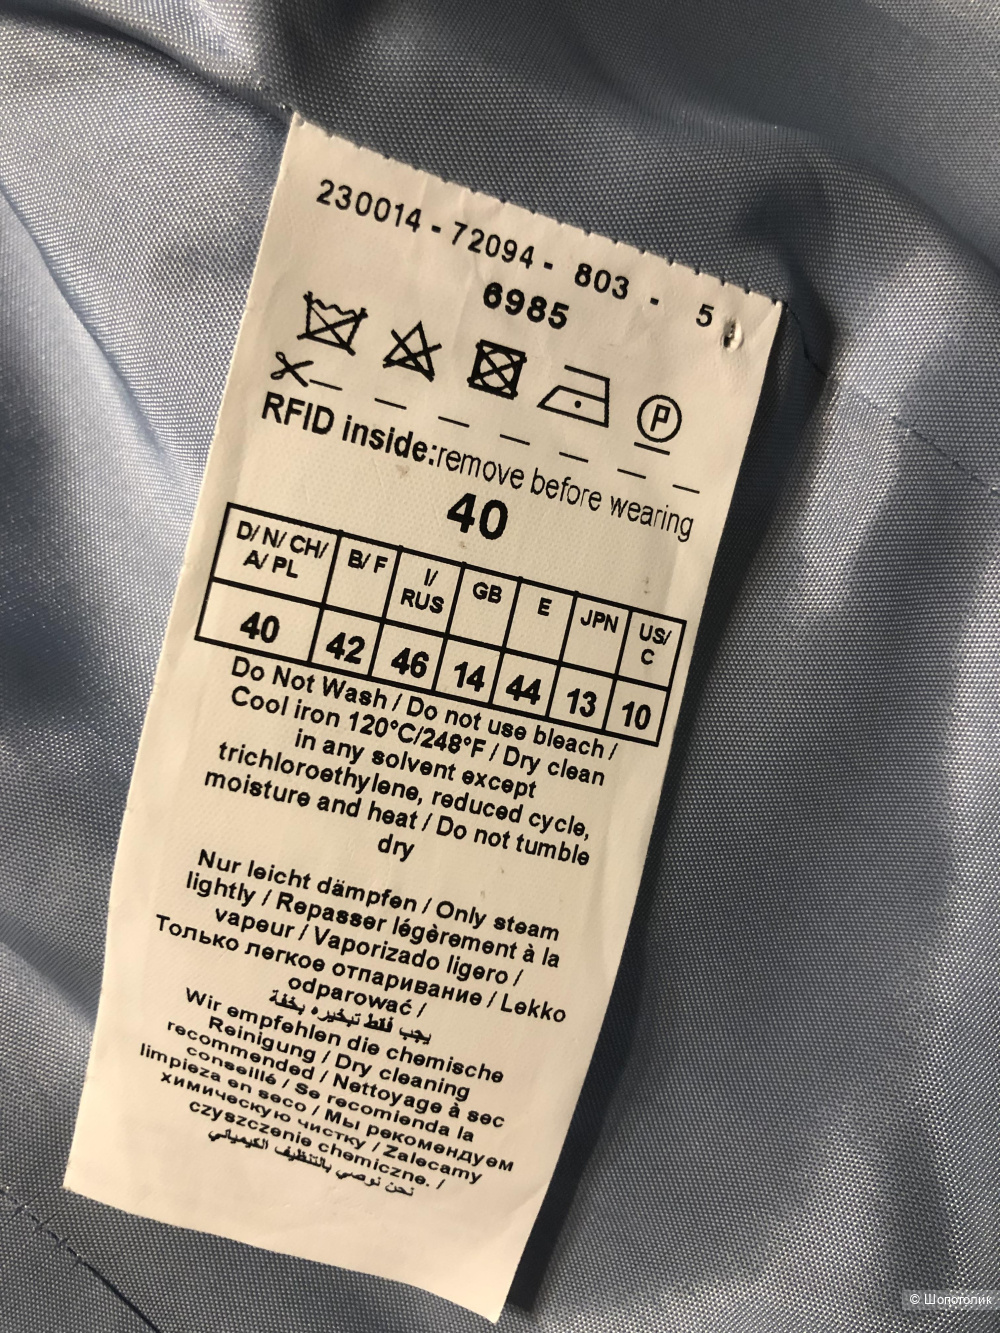 230014 - 72094 - 803 - 5
6985
P
RFID inside:remove before wearing
40
D/ N/ CH/ A/ PL B/ F I/ RUS GB E JPN US/ C
40 42 46 14 44 13 10
Do Not Wash / Do not use bleach /
Cool iron 120°C/248°F / Dry clean
in any solvent except
trichloroethylene, reduced cycle,
moisture and heat / Do not tumble
dry
Nur leicht dämpfen / Only steam
lightly / Repasser légèrement à la
vapeur / Vaporizado ligero /
Только легкое отпаривание / Lekko
odparować /
يجب فقط تبخيره بخفة
Wir empfehlen die chemische
Reinigung / Dry cleaning
recommended / Nettoyage à sec
conseillé / Se recomienda la
limpieza en seco / Мы рекомендуем
химическую чистку / Zalecamy
czyszczenie chemiczne. /
نحن نوصي بالتنظيف الكيميائي
© Шопотолик